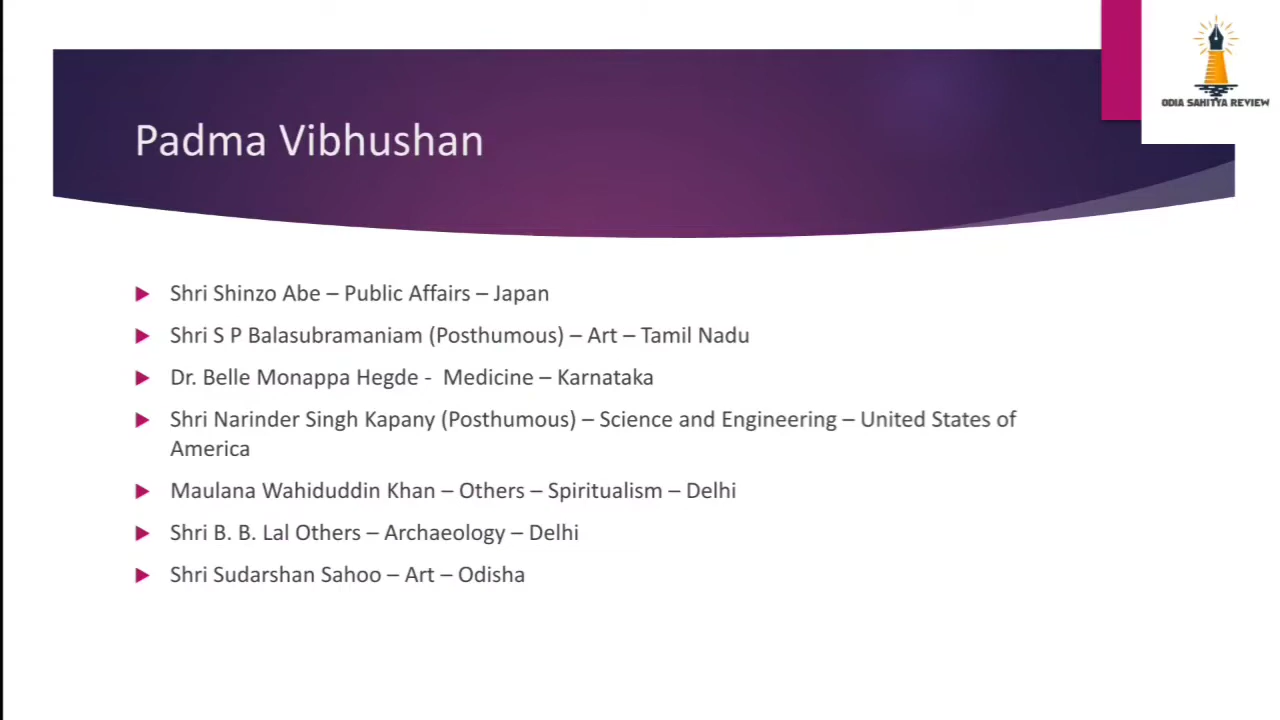 ODIA SAHITYA REVIEW
Padma Vibhushan
Shri Shinzo Abe – Public Affairs – Japan
Shri S P Balasubramaniam (Posthumous) – Art – Tamil Nadu
Dr. Belle Monappa Hegde -  Medicine – Karnataka
Shri Narinder Singh Kapany (Posthumous) – Science and Engineering – United States of
America
Maulana Wahiduddin Khan – Others – Spiritualism – Delhi
Shri B. B. Lal Others – Archaeology – Delhi
Shri Sudarshan Sahoo – Art – Odisha